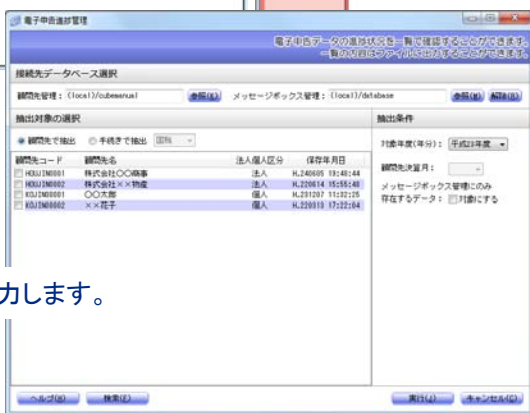 電子申告進捗管理
電子申告データの進捗状況を一覧で確認することができます。
一覧の内容はファイルに出力することができます。
接続先データベース選択
顧問先管理: (local)/cubemanual 参照(K) メッセージボックス管理: (local)/database 参照(M) 解除(R)
抽出対象の選択 抽出条件
顧問先で抽出 手続きで抽出 国税 対象年度(年分): 平成23年度
顧問先コード 顧問先名 法人個人区分 保存年月日 顧問先決算月:
HOUJIN0001 株式会社〇〇商事 法人 H.240605 19:40:44 メッセージボックス管理にのみ
HOUJIN0002 株式会社××物産 法人 H.220614 15:55:48 存在するデータ: 対象にする
KOJIN00001 〇〇太郎 個人 H.231207 11:32:25
KOJIN00002 ××花子 個人 H.220313 17:22:04
力します。
ヘルプ(H) 検索(F) 実行(J) キャンセル(C)